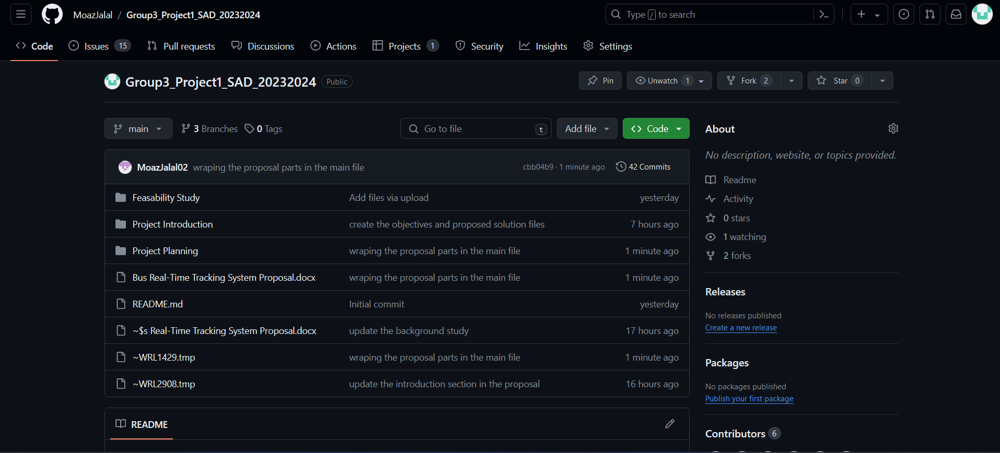 MoazJalal / Group3_Project1_SAD_20232024
Type / to search
Code Issues 15 Pull requests Discussions Actions Projects 1 Security Insights Settings
Group3_Project1_SAD_20232024 Public
Pin Unwatch 1 Fork 2 Star 0
main 3 Branches 0 Tags Go to file t Add file Code
MoazJalal02 wraping the proposal parts in the main file cbb04b9 · 1 minute ago 42 Commits
Feasability Study Add files via upload yesterday
Project Introduction create the objectives and proposed solution files 7 hours ago
Project Planning wraping the proposal parts in the main file 1 minute ago
Bus Real-Time Tracking System Proposal.docx wraping the proposal parts in the main file 1 minute ago
README.md Initial commit yesterday
~$s Real-Time Tracking System Proposal.docx update the background study 17 hours ago
~WRL1429.tmp wraping the proposal parts in the main file 1 minute ago
~WRL2908.tmp update the introduction section in the proposal 16 hours ago
README
About
No description, website, or topics provided.
Readme
Activity
0 stars
1 watching
2 forks
Releases
No releases published
Create a new release
Packages
No packages published
Publish your first package
Contributors 6